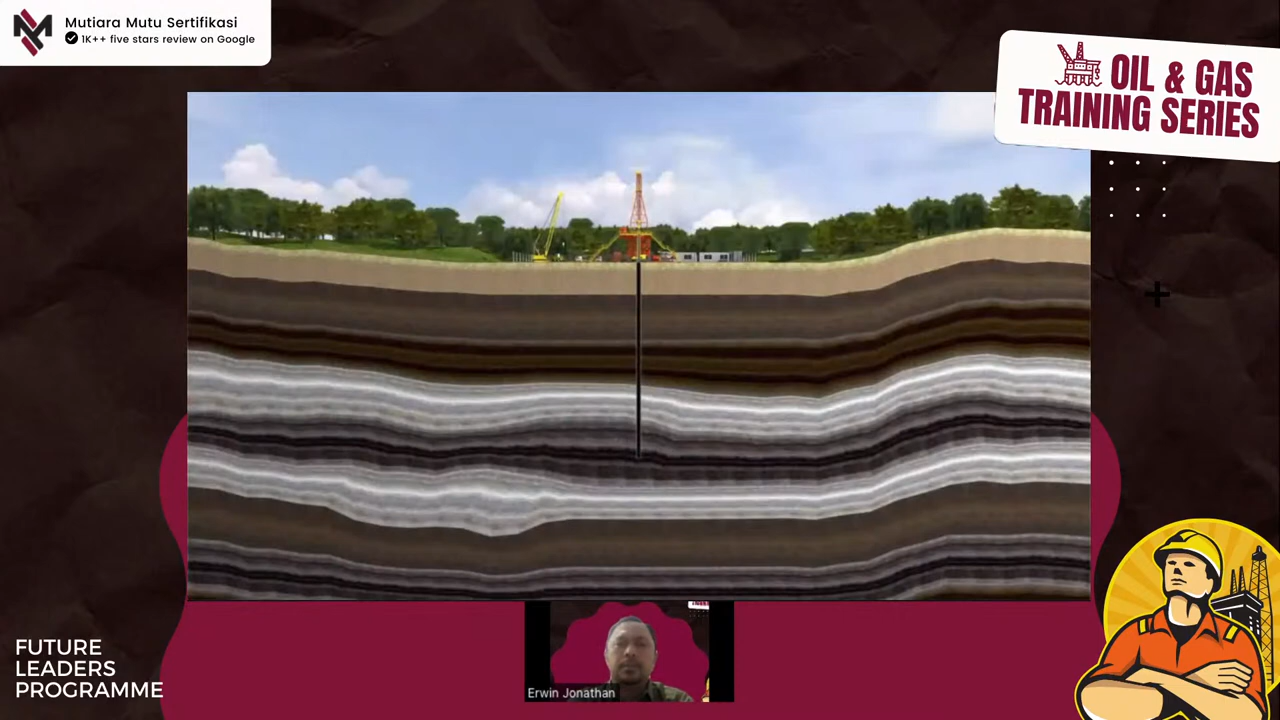 Mutiara Mutu Sertifikasi
1K++ five stars review on Google
OIL & GAS
TRAINING SERIES
FUTURE
LEADERS
PROGRAMME
Erwin Jonathan